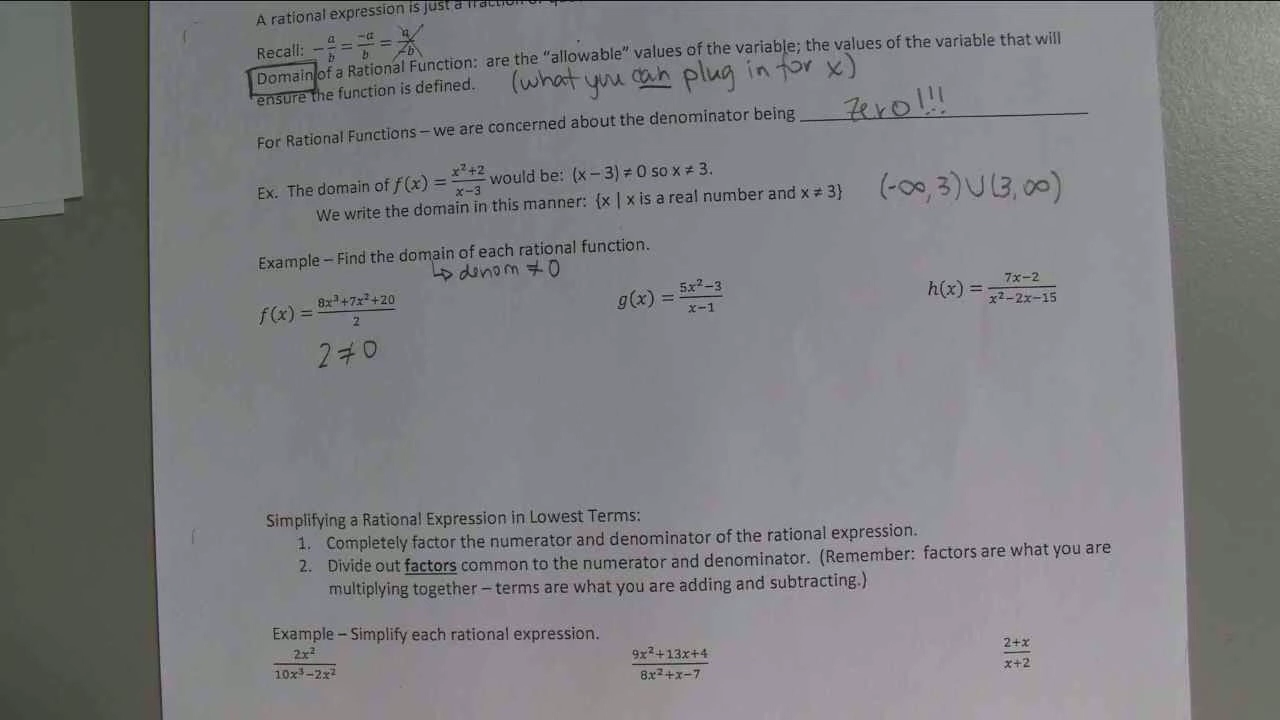 A rational expression is just a fraction of
Recall: −a/b = −a/b = a/−b
Domain of a Rational Function: are the “allowable” values of the variable; the values of the variable that will
ensure the function is defined. (what you can plug in for x)
For Rational Functions – we are concerned about the denominator being zero!!!
Ex. The domain of f(x) = x²+2/x−3 would be: (x – 3) ≠ 0 so x ≠ 3.
We write the domain in this manner: {x | x is a real number and x ≠ 3} (-∞, 3) ∪ (3, ∞)
Example – Find the domain of each rational function.
↳ denom ≠ 0
f(x) = 8x³+7x²+20/2 g(x) = 5x²−3/x−1 h(x) = 7x−2/x²−2x−15
2 ≠ 0
Simplifying a Rational Expression in Lowest Terms:
1. Completely factor the numerator and denominator of the rational expression.
2. Divide out factors common to the numerator and denominator. (Remember: factors are what you are
multiplying together – terms are what you are adding and subtracting.)
Example – Simplify each rational expression.
2x²/10x³−2x² 9x²+13x+4/8x²+x−7 2+x/x+2